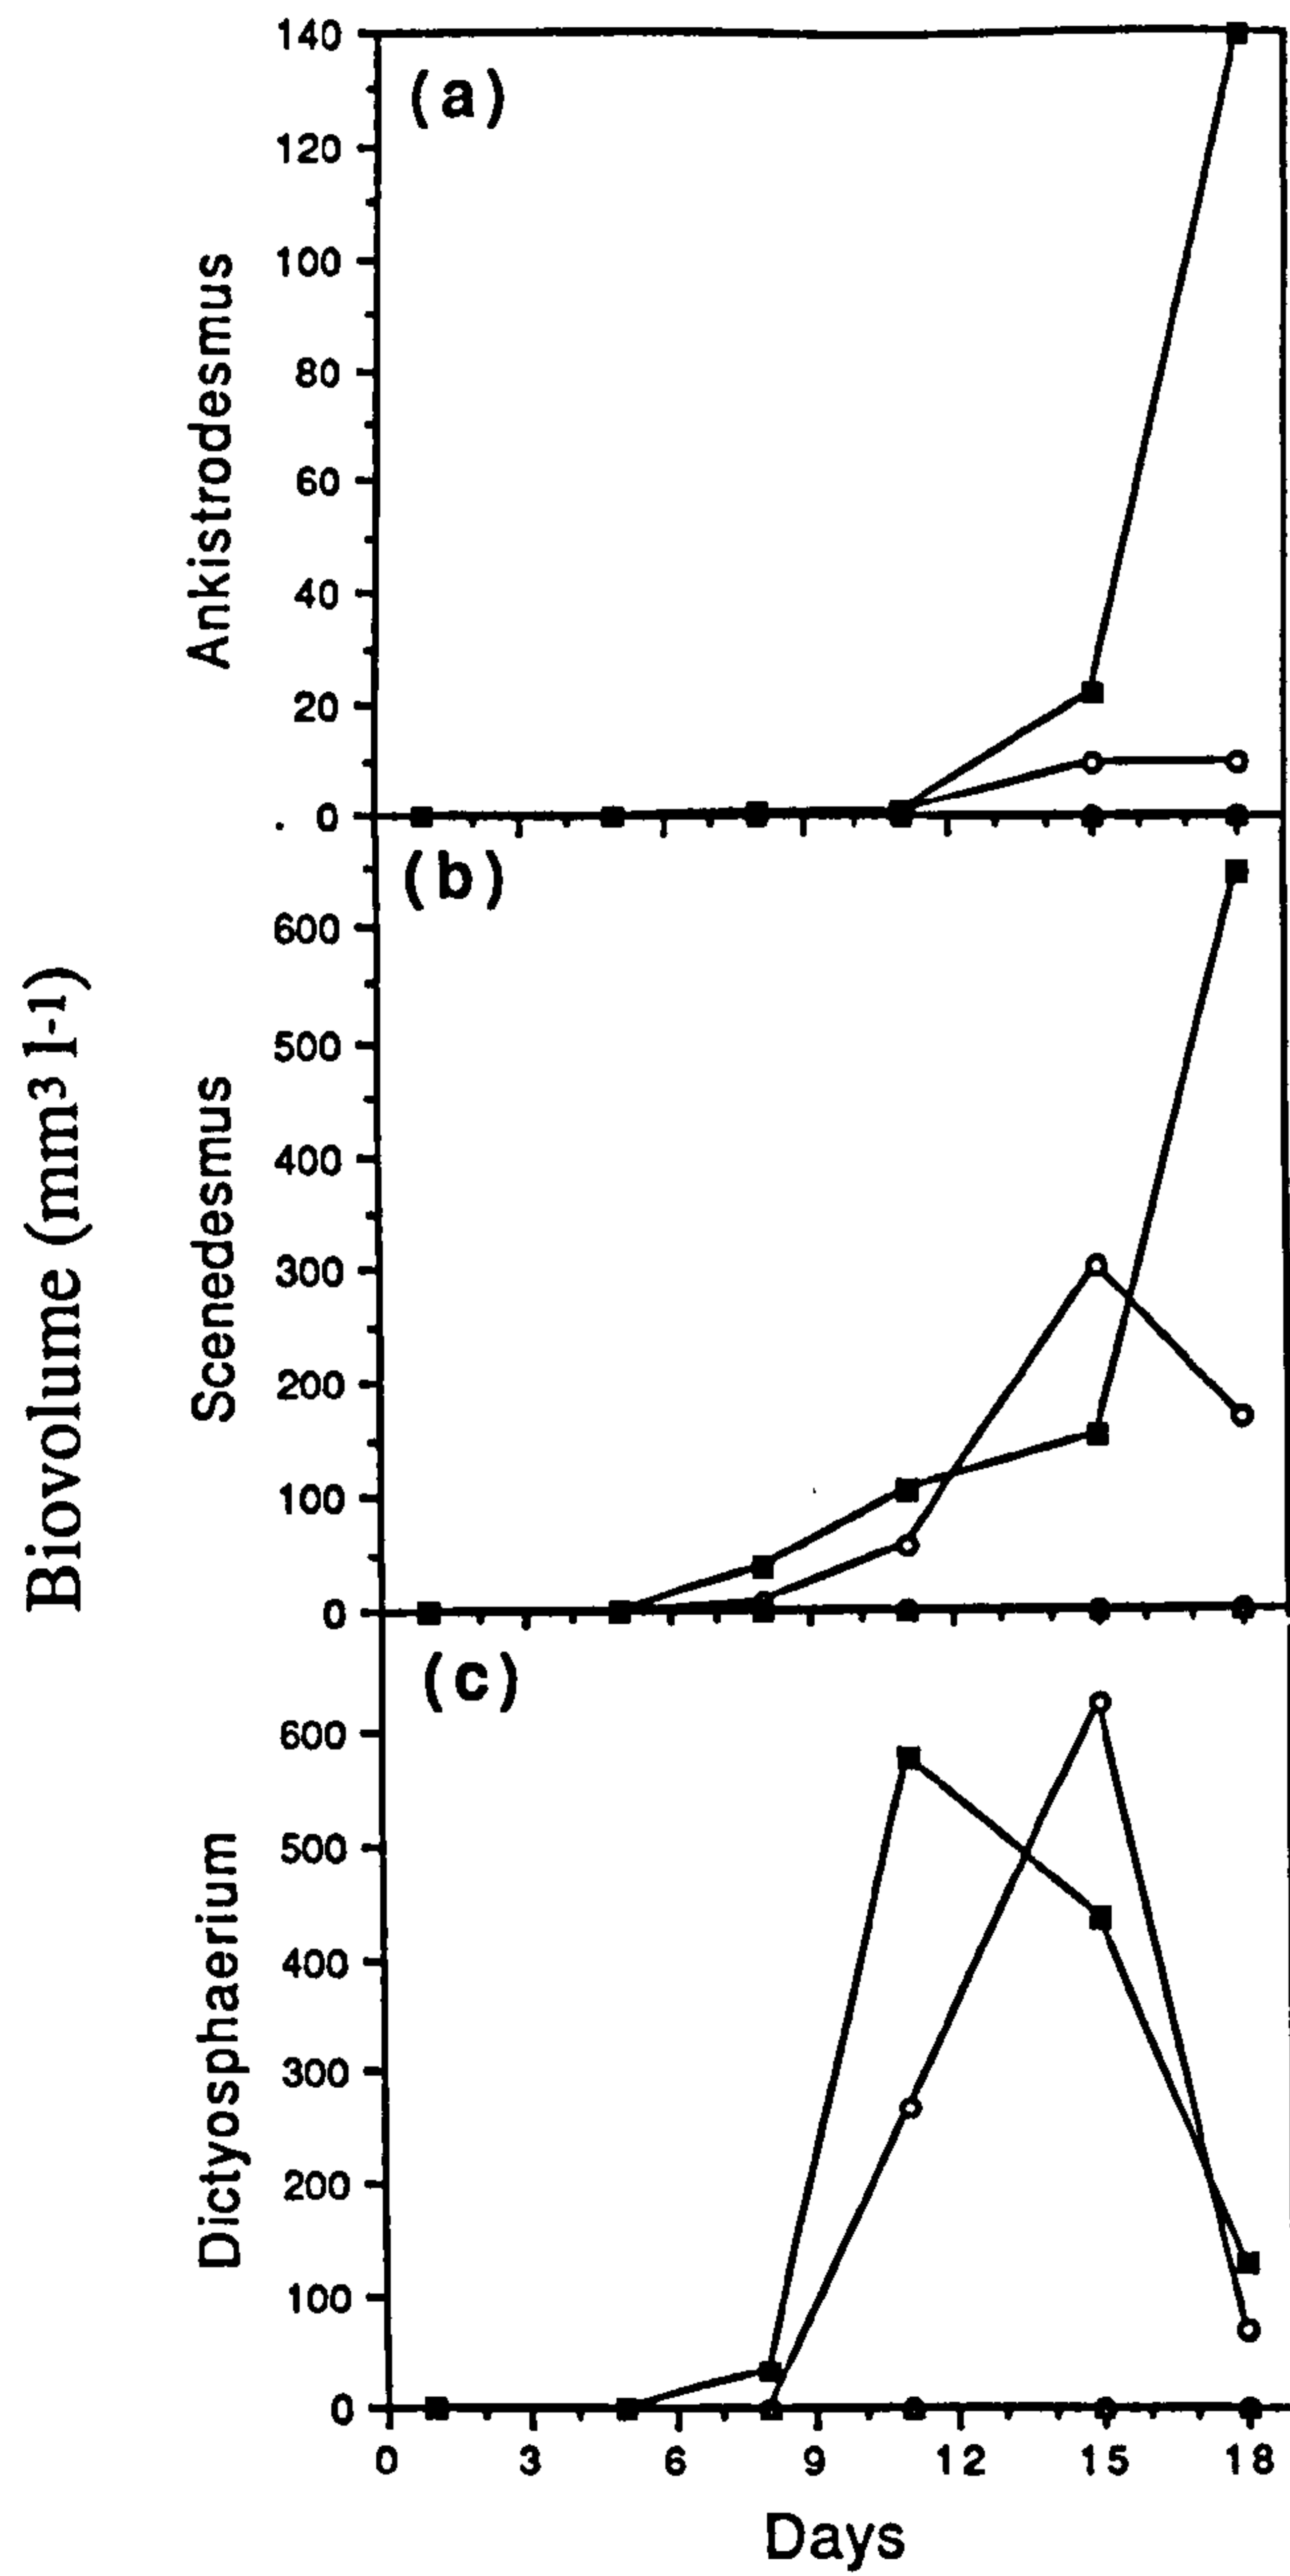 Biovolume (mm³ l-1)
Ankistrodesmus
(a)
140
120
100
80
60
40
20
0
Scenedesmus
(b)
600
500
400
300
200
100
0
Dictyosphaerium
(c)
600
500
400
300
200
100
0
0 3 6 9 12 15 18
Days